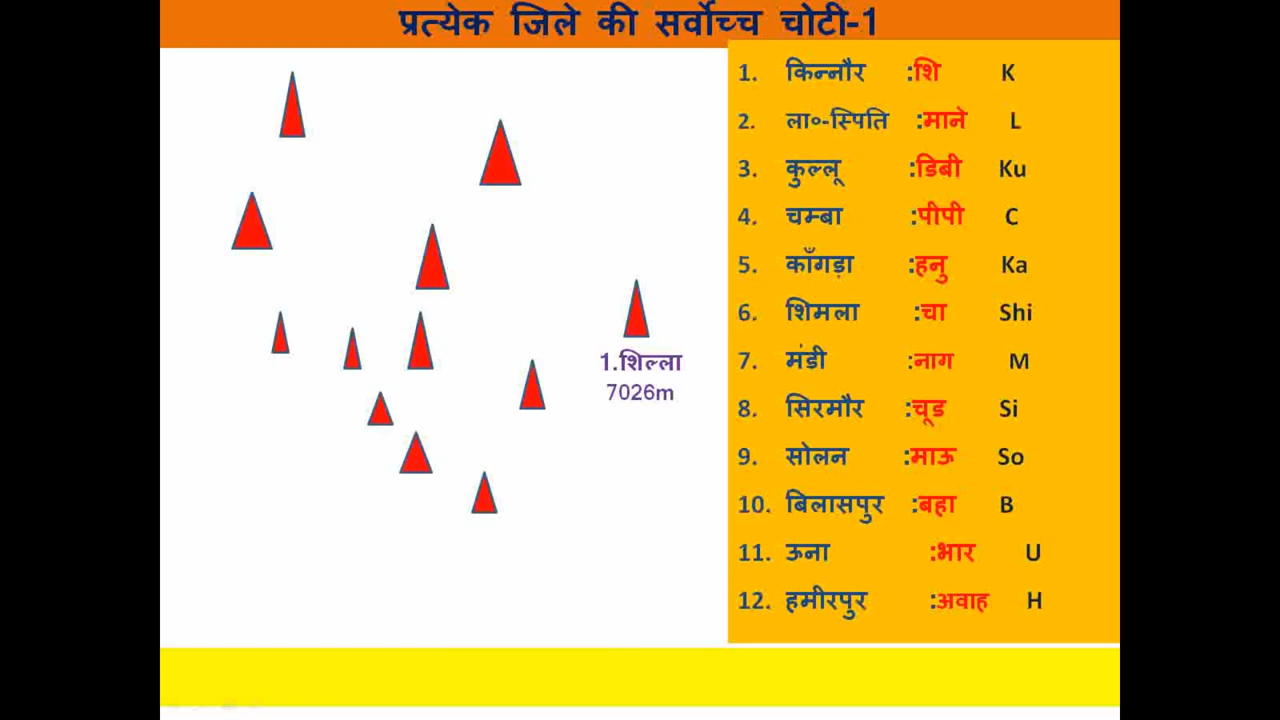 प्रत्येक जिले की सर्वोच्च चोटी-1
1. किन्नौर :शि K
2. ला०-स्पिति :माने L
3. कुल्लू :डिबी Ku
4. चम्बा :पीपी C
5. काँगड़ा :हनु Ka
6. शिमला :चा Shi
7. मंडी :नाग M
8. सिरमौर :चूड Si
9. सोलन :माऊ So
10. बिलासपुर :बहा B
11. ऊना :भार U
12. हमीरपुर :अवाह H
1.शिल्ला
7026m